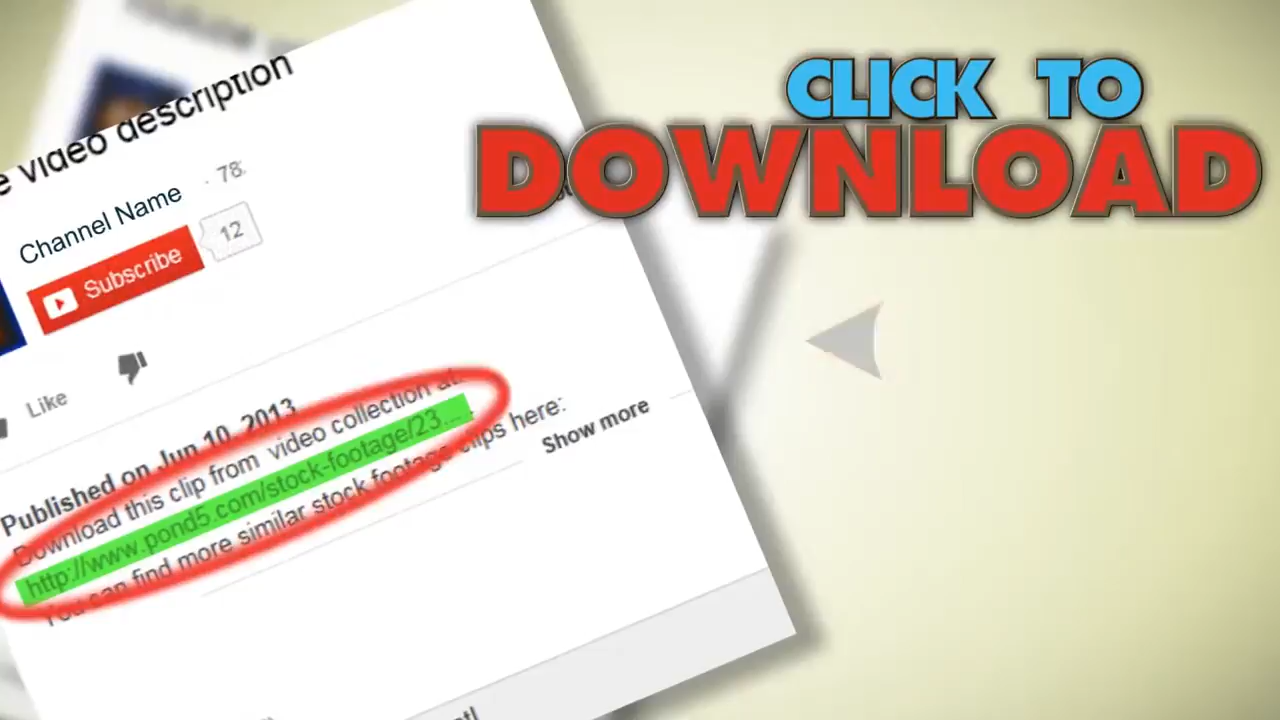 CLICK TO
DOWNLOAD
video description
Channel Name
Subscribe
12
Like
Published on Jun 10, 2013
Download this clip from video collection at
http://www.pond5.com/stock-footage/23...
You can find more similar stock footage clips here:
Show more